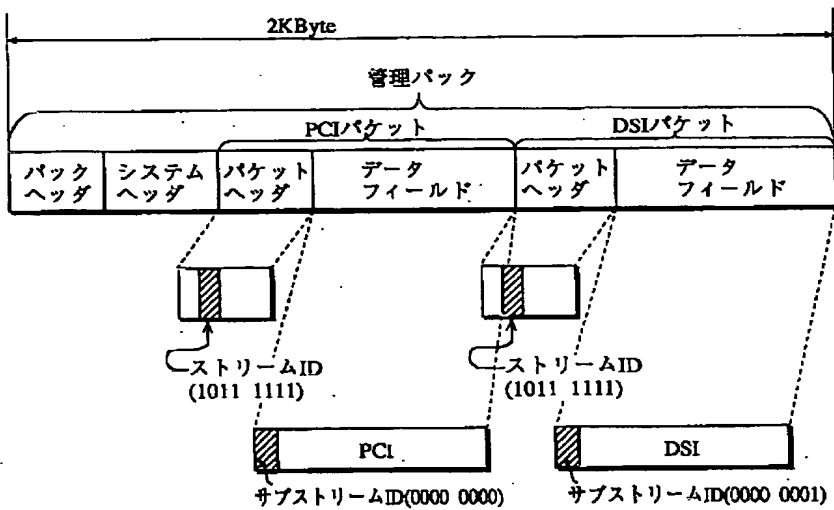 2KByte
管理パック
PCIパケット
DSIパケット
パック
ヘッダ
システム
ヘッダ
パケット
ヘッダ
データ
フィールド
パケット
ヘッダ
データ
フィールド
ストリームID
(1011 1111)
ストリームID
(1011 1111)
PCI
DSI
サブストリームID(0000 0000)
サブストリームID(0000 0001)